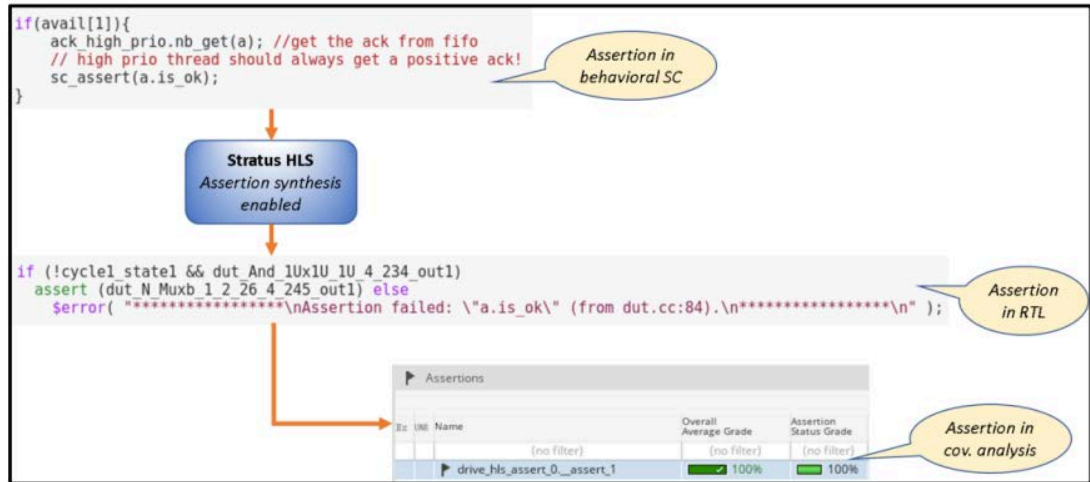 if(avail[1]){
ack_high_prio.nb_get(a); //get the ack from fifo
// high prio thread should always get a positive ack!
sc_assert(a.is_ok);
}
Assertion in
behavioral SC
Stratus HLS
Assertion synthesis
enabled
if (!cycle1_state1 && dut_And_1Ux1U_1U_4_234_out1)
assert (dut_N_Muxb_1_2_26_4_245_out1) else
$error( "*****************\nAssertion failed: \"a.is_ok\" (from dut.cc:84).\n*****************\n" );
Assertion
in RTL
Assertions
Ex UNR Name Overall Average Grade Assertion Status Grade
(no filter) (no filter) (no filter)
drive_hls_assert_0.__assert_1 100% 100%
Assertion in
cov. analysis